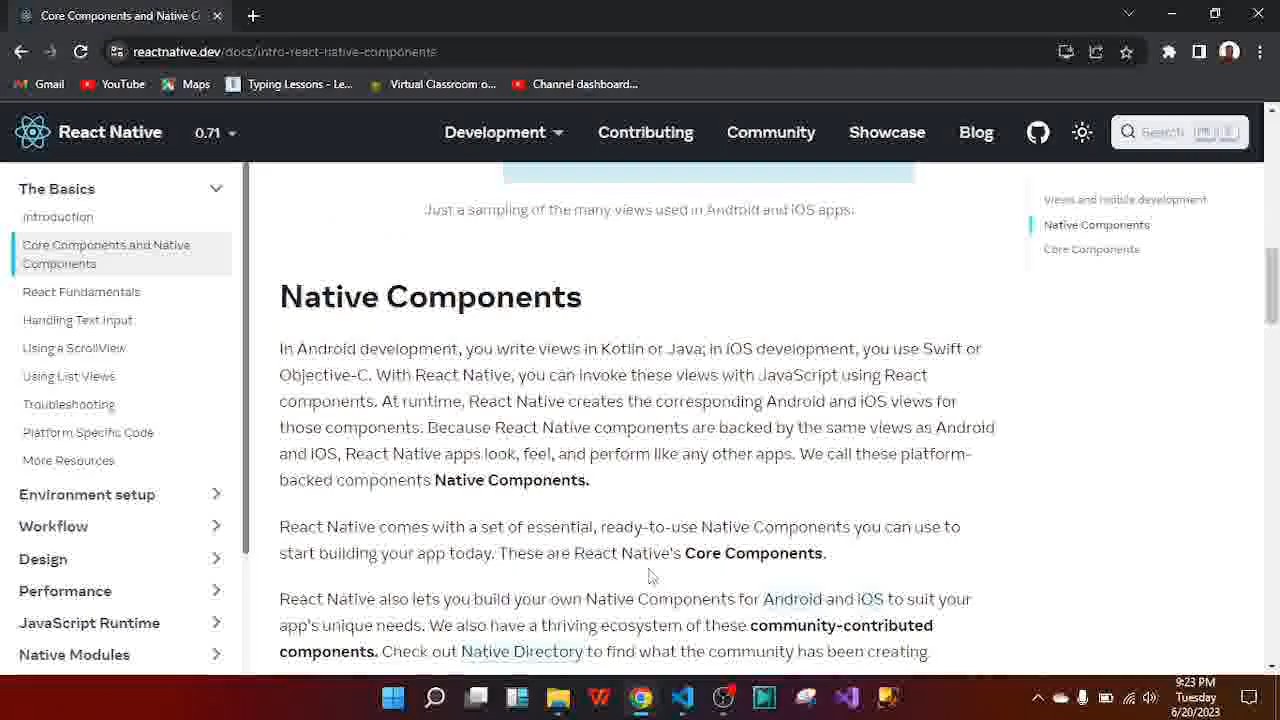 Core Components and Native C
reactnative.dev/docs/intro-react-native-components
Gmail
YouTube
Maps
Typing Lessons - Le...
Virtual Classroom o...
Channel dashboard...
React Native
0.71
Development
Contributing
Community
Showcase
Blog
Search
The Basics
Introduction
Core Components and Native
Components
React Fundamentals
Handling Text Input
Using a ScrollView
Using List Views
Troubleshooting
Platform Specific Code
More Resources
Environment setup
Workflow
Design
Performance
JavaScript Runtime
Native Modules
Just a sampling of the many views used in Android and iOS apps.
Native Components
In Android development, you write views in Kotlin or Java; in iOS development, you use Swift or
Objective-C. With React Native, you can invoke these views with JavaScript using React
components. At runtime, React Native creates the corresponding Android and iOS views for
those components. Because React Native components are backed by the same views as Android
and iOS, React Native apps look, feel, and perform like any other apps. We call these platform-
backed components Native Components.
React Native comes with a set of essential, ready-to-use Native Components you can use to
start building your app today. These are React Native's Core Components.
React Native also lets you build your own Native Components for Android and iOS to suit your
app's unique needs. We also have a thriving ecosystem of these community-contributed
components. Check out Native Directory to find what the community has been creating.
Views and mobile development
Native Components
Core Components
9:23 PM
Tuesday
6/20/2023